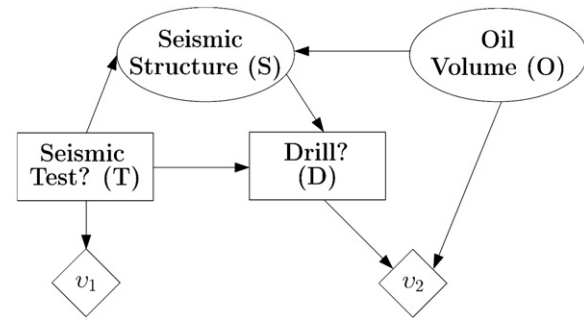 Seismic
Structure (S)
Oil
Volume (O)
Seismic
Test? (T)
Drill?
(D)
υ1
υ2